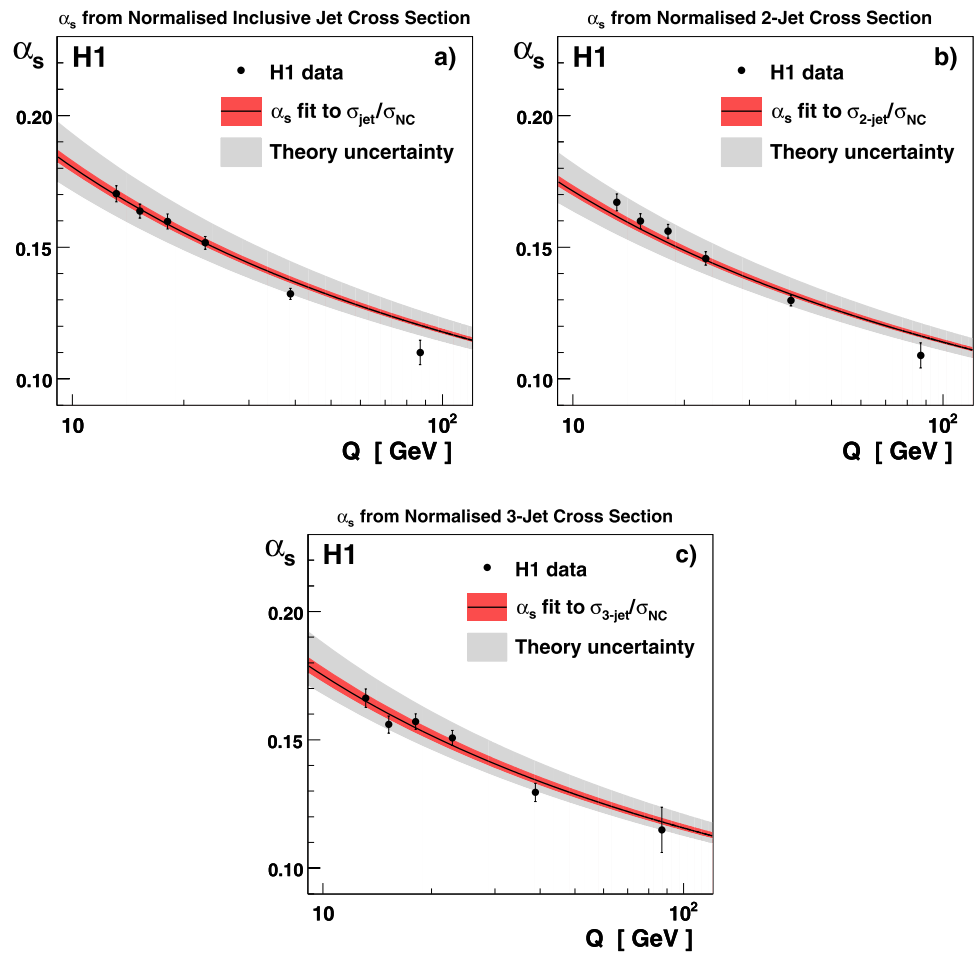 αs from Normalised Inclusive Jet Cross Section
αs
H1
a)
H1 data
αs fit to σjet/σNC
Theory uncertainty
0.20
0.15
0.10
10
10²
Q [ GeV ]
αs from Normalised 2-Jet Cross Section
αs
H1
b)
H1 data
αs fit to σ2-jet/σNC
Theory uncertainty
0.20
0.15
0.10
10
10²
Q [ GeV ]
αs from Normalised 3-Jet Cross Section
αs
H1
c)
H1 data
αs fit to σ3-jet/σNC
Theory uncertainty
0.20
0.15
0.10
10
10²
Q [ GeV ]